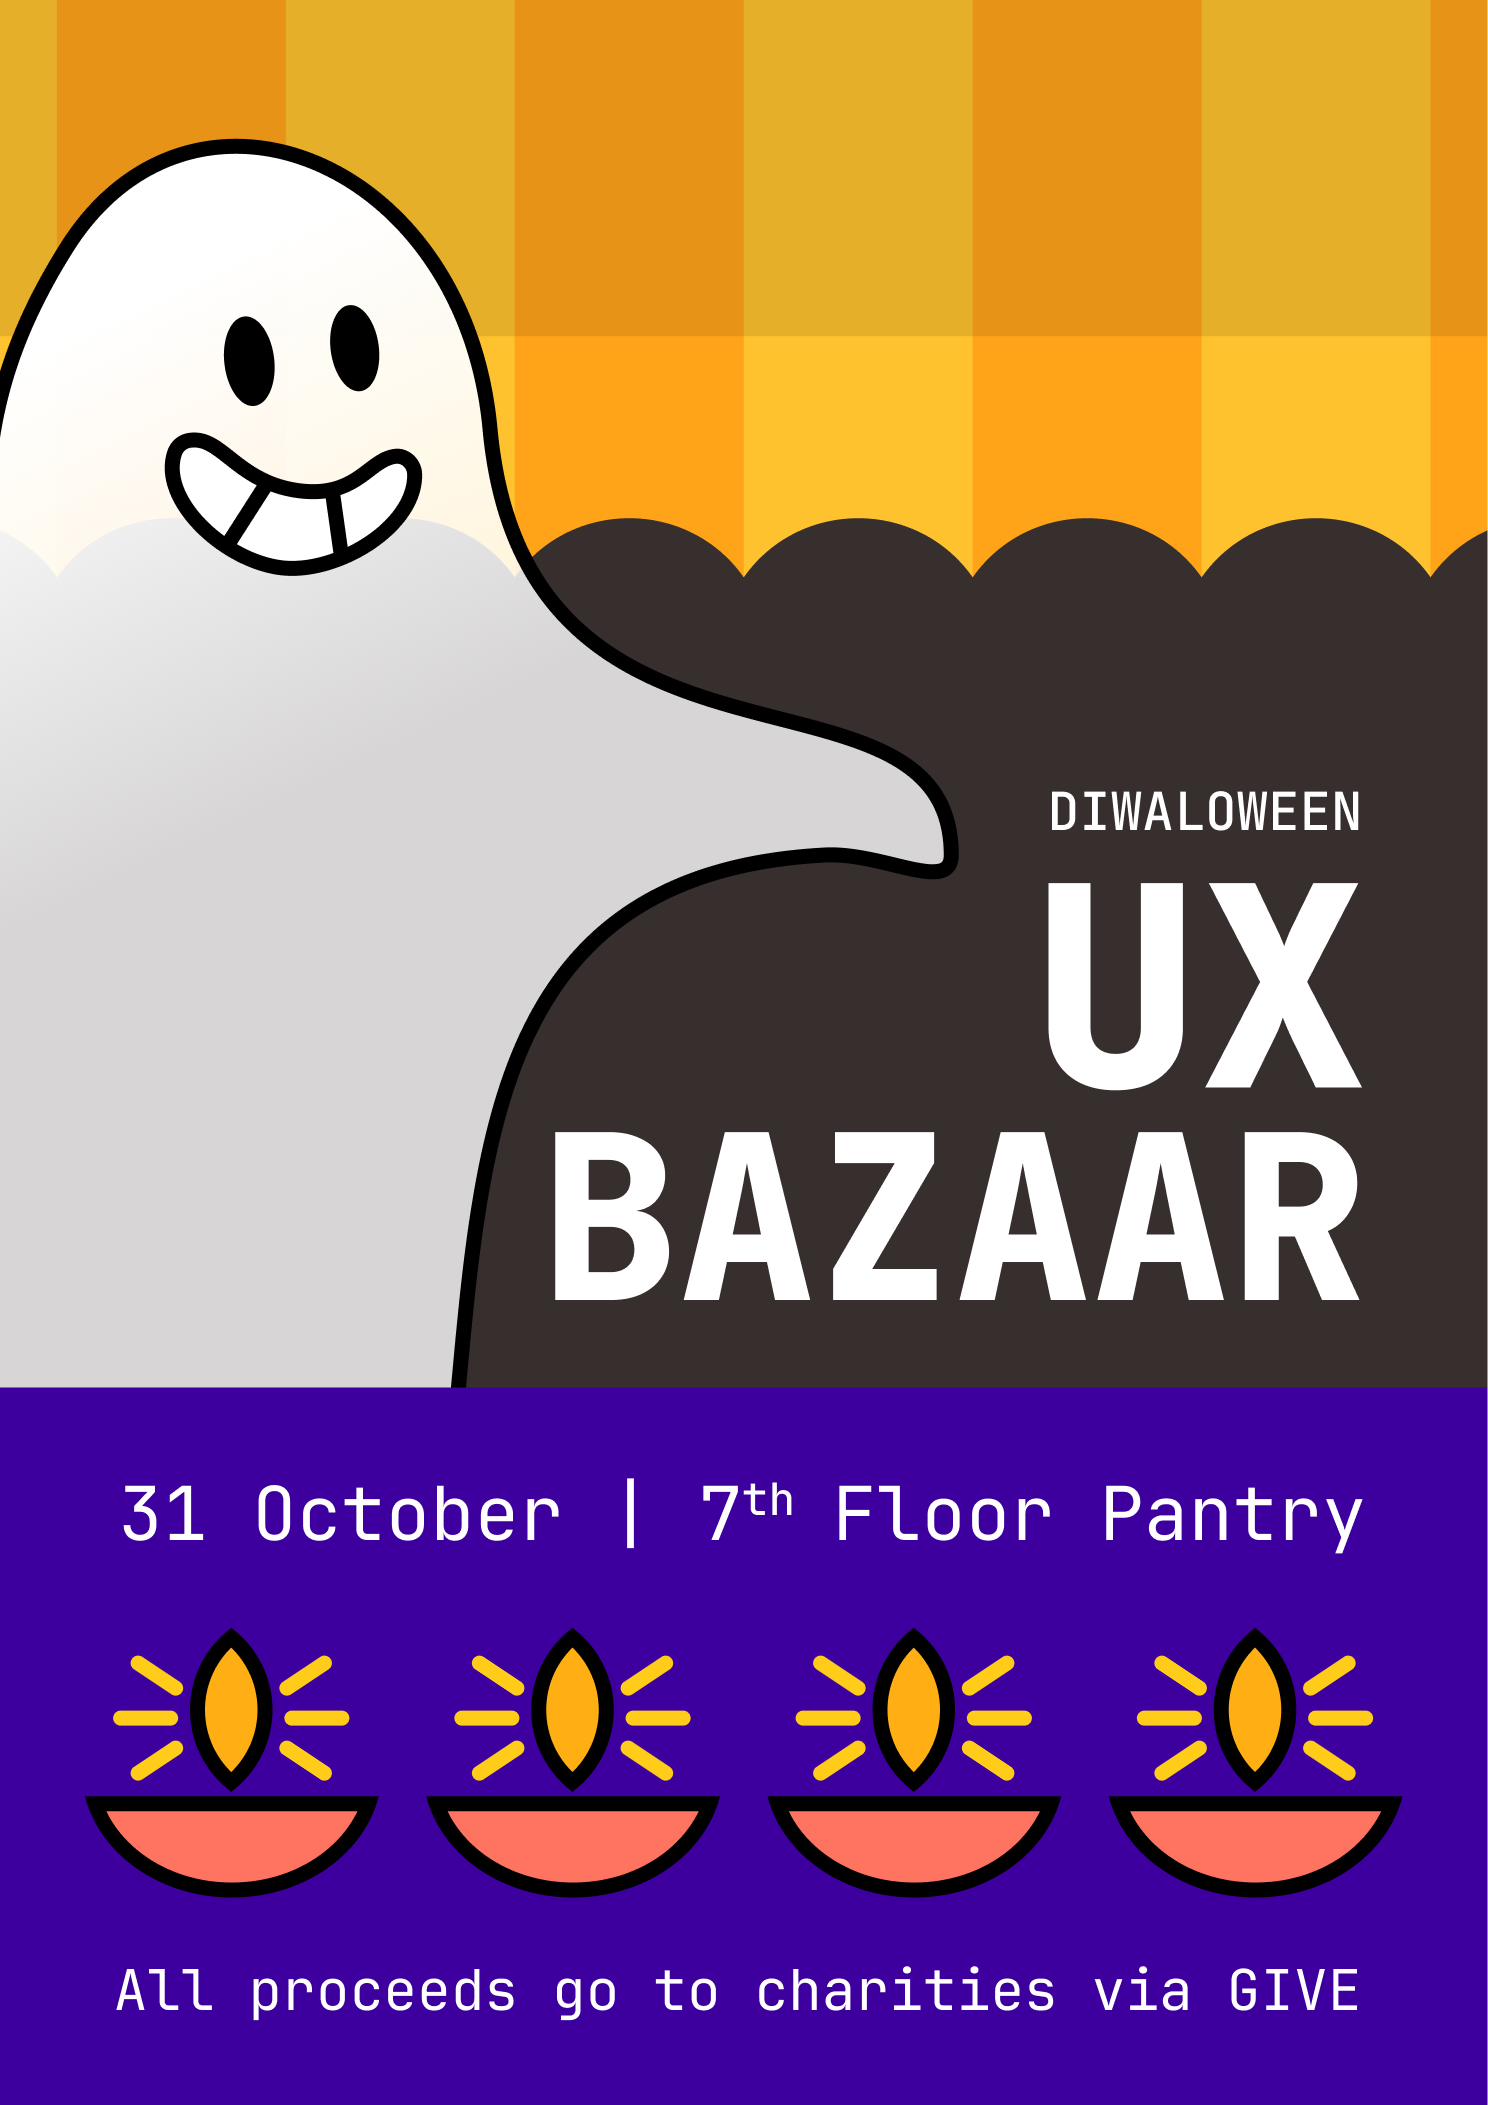 DIWALOWEEN
UX
BAZAAR
31 October | 7th Floor Pantry
All proceeds go to charities via GIVE